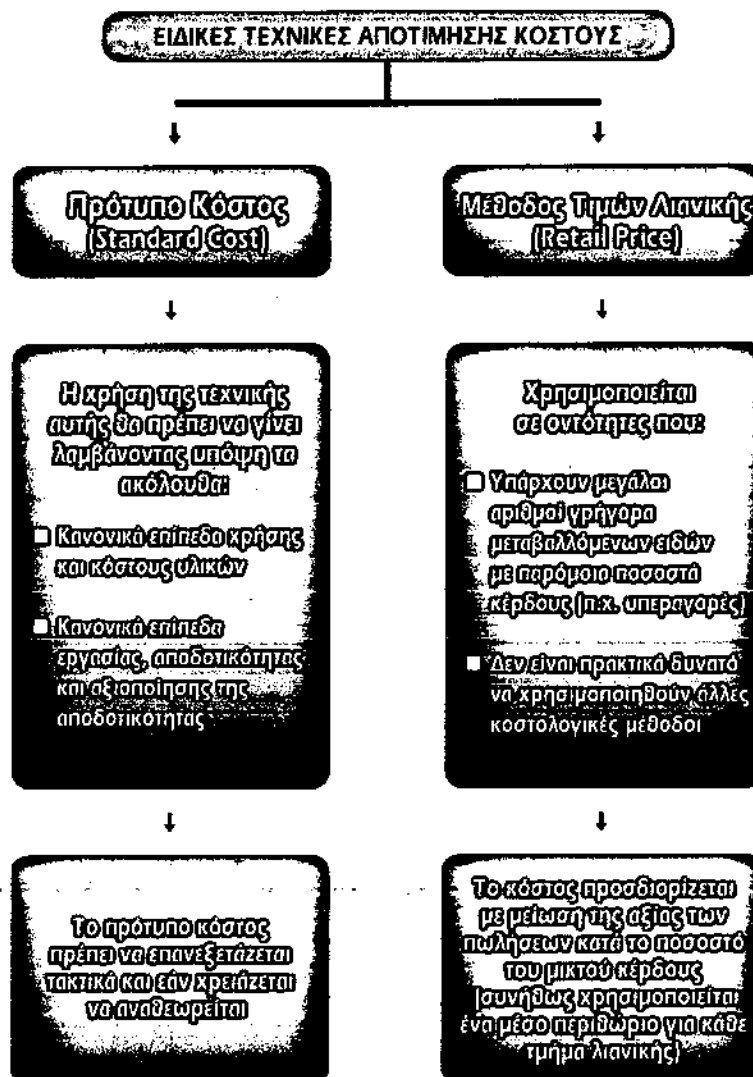 ΕΙΔΙΚΕΣ ΤΕΧΝΙΚΕΣ ΑΠΟΤΙΜΗΣΗΣ ΚΟΣΤΟΥΣ
Πρότυπο Κόστος
(Standard Cost)
Μέθοδος Τιμών Λιανικής
(Retail Price)
Η χρήση της τεχνικής
αυτής θα πρέπει να γίνει
λαμβάνοντας υπόψη τα
ακόλουθα:
Κανονικά επίπεδα χρήσης
και κόστους υλικών
Κανονικά επίπεδα
εργασίας, αποδοτικότητας
και αξιοποίησης της
αποδοτικότητας
Χρησιμοποιείται
σε οντότητες που:
Υπάρχουν μεγάλοι
αριθμοί γρήγορα
μεταβαλλόμενων ειδών
με παρόμοια ποσοστά
κέρδους (π.χ. υπεραγορές)
Δεν είναι πρακτικά δυνατό
να χρησιμοποιηθούν άλλες
κοστολογικές μέθοδοι
Το πρότυπο κόστος
πρέπει να επανεξετάζεται
τακτικά και εάν χρειάζεται
να αναθεωρείται
Το κόστος προσδιορίζεται
με μείωση της αξίας των
πωλήσεων κατά το ποσοστό
του μικτού κέρδους
(συνήθως χρησιμοποιείται
ένα μέσο περιθώριο για κάθε
τμήμα λιανικής)